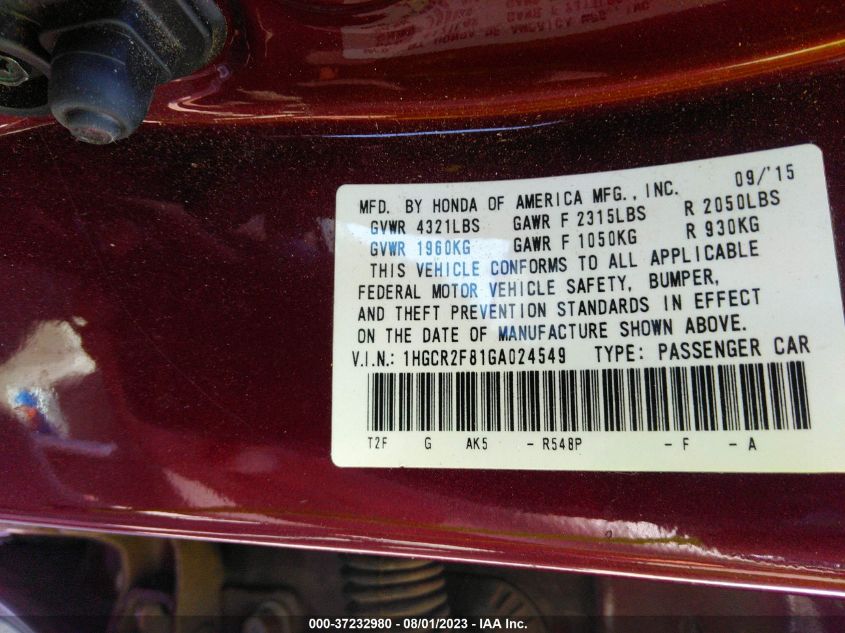 MFD. BY HONDA OF AMERICA MFG., INC. 09/'15
GVWR 4321LBS GAWR F 2315LBS R 2050LBS
GVWR 1960KG GAWR F 1050KG R 930KG
THIS VEHICLE CONFORMS TO ALL APPLICABLE
FEDERAL MOTOR VEHICLE SAFETY, BUMPER,
AND THEFT PREVENTION STANDARDS IN EFFECT
ON THE DATE OF MANUFACTURE SHOWN ABOVE.
V.I.N.: 1HGCR2F81GA024549 TYPE: PASSENGER CAR
T2F G AK5 - R548P - F - A
000-37232980 - 08/01/2023 - IAA Inc.